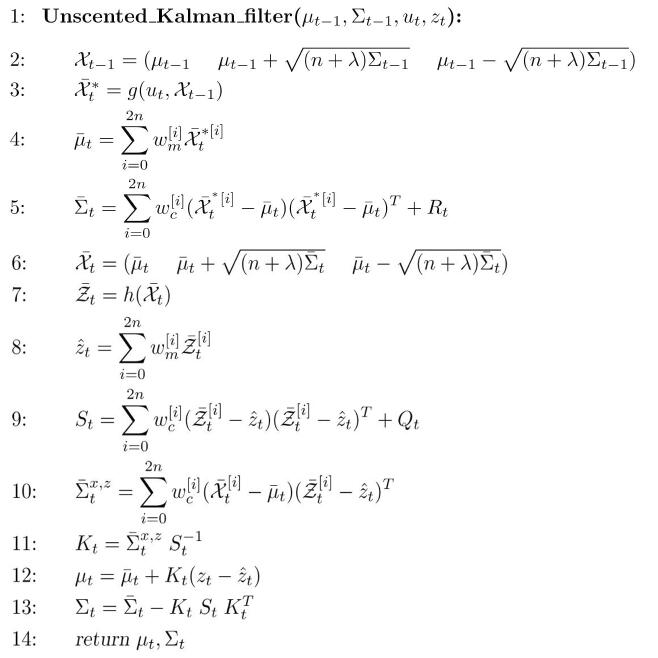 1: Unscented_Kalman_filter(μ_{t−1}, Σ_{t−1}, u_t, z_t):
2: 𝒳_{t−1} = (μ_{t−1}   μ_{t−1} + √((n + λ)Σ_{t−1})   μ_{t−1} − √((n + λ)Σ_{t−1}))
3: 𝒳̄_t^* = g(u_t, 𝒳_{t−1})
4: μ̄_t = ∑_{i=0}^{2n} w_m^{[i]} 𝒳̄_t^{*[i]}
5: Σ̄_t = ∑_{i=0}^{2n} w_c^{[i]} (𝒳̄_t^{*[i]} − μ̄_t)(𝒳̄_t^{*[i]} − μ̄_t)^T + R_t
6: 𝒳̄_t = (μ̄_t   μ̄_t + √((n + λ)Σ̄_t)   μ̄_t − √((n + λ)Σ̄_t))
7: 𝒵̄_t = h(𝒳̄_t)
8: ẑ_t = ∑_{i=0}^{2n} w_m^{[i]} 𝒵̄_t^{[i]}
9: S_t = ∑_{i=0}^{2n} w_c^{[i]} (𝒵̄_t^{[i]} − ẑ_t)(𝒵̄_t^{[i]} − ẑ_t)^T + Q_t
10: Σ̄_t^{x,z} = ∑_{i=0}^{2n} w_c^{[i]} (𝒳̄_t^{[i]} − μ̄_t)(𝒵̄_t^{[i]} − ẑ_t)^T
11: K_t = Σ̄_t^{x,z} S_t^{−1}
12: μ_t = μ̄_t + K_t(z_t − ẑ_t)
13: Σ_t = Σ̄_t − K_t S_t K_t^T
14: return μ_t, Σ_t